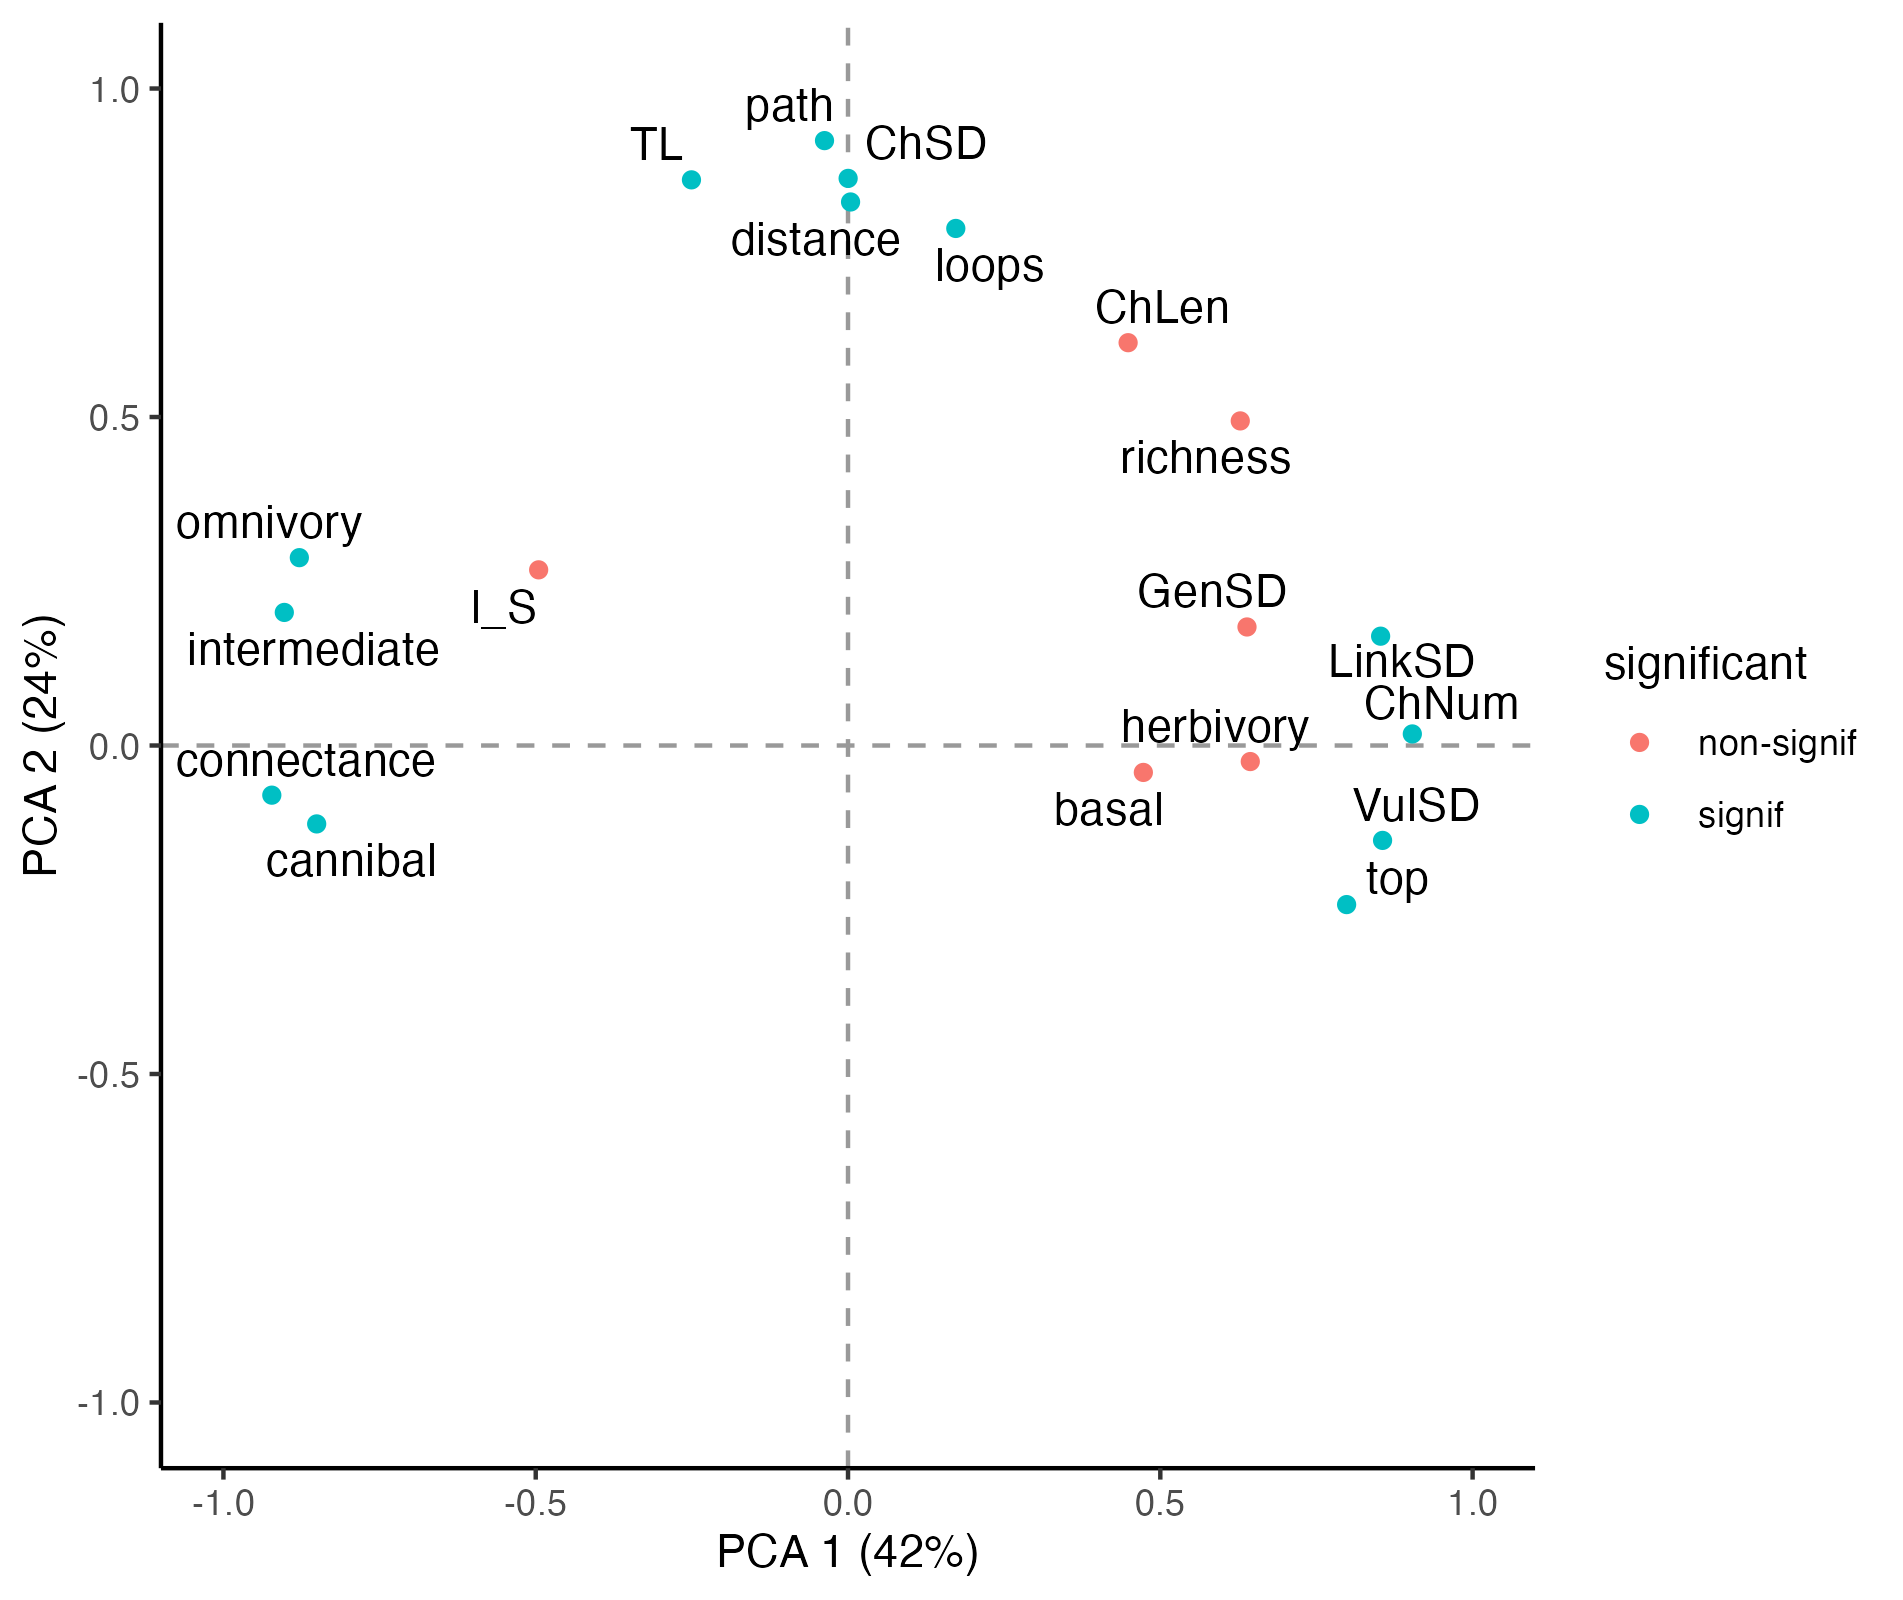 1.0
path
TL
ChSD
distance
loops
ChLen
0.5
richness
omnivory
l_S
GenSD
intermediate
LinkSD
significant
ChNum
herbivory
non-signif
0.0
connectance
basal
VulSD
signif
cannibal
top
PCA 2 (24%)
-0.5
-1.0
-1.0 -0.5 0.0 0.5 1.0
PCA 1 (42%)